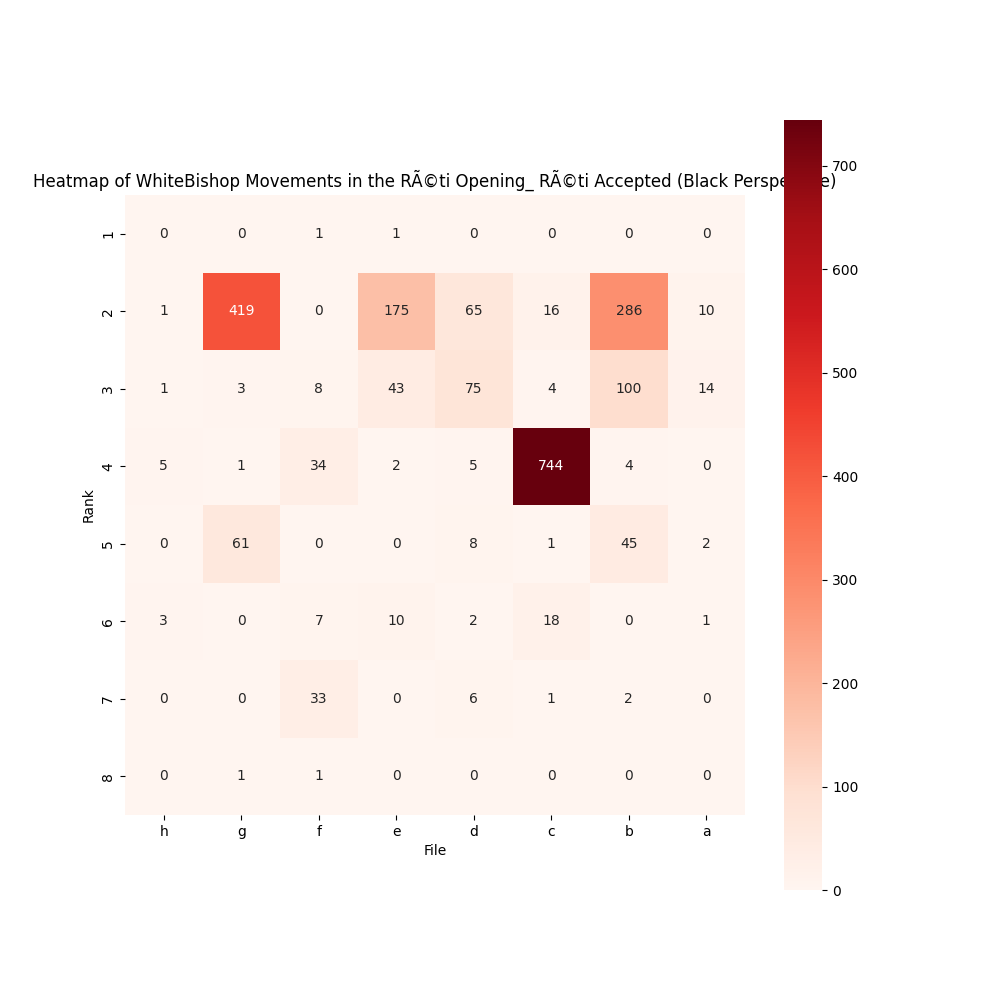 Heatmap of WhiteBishop Movements in the RÃ©ti Opening_ RÃ©ti Accepted (Black Perspe e)
700
600
500
400
300
200
100
0
Rank
1 0 0 1 1 0 0 0 0
2 1 419 0 175 65 16 286 10
3 1 3 8 43 75 4 100 14
4 5 1 34 2 5 744 4 0
5 0 61 0 0 8 1 45 2
6 3 0 7 10 2 18 0 1
7 0 0 33 0 6 1 2 0
8 0 1 1 0 0 0 0 0
h g f e d c b a
File